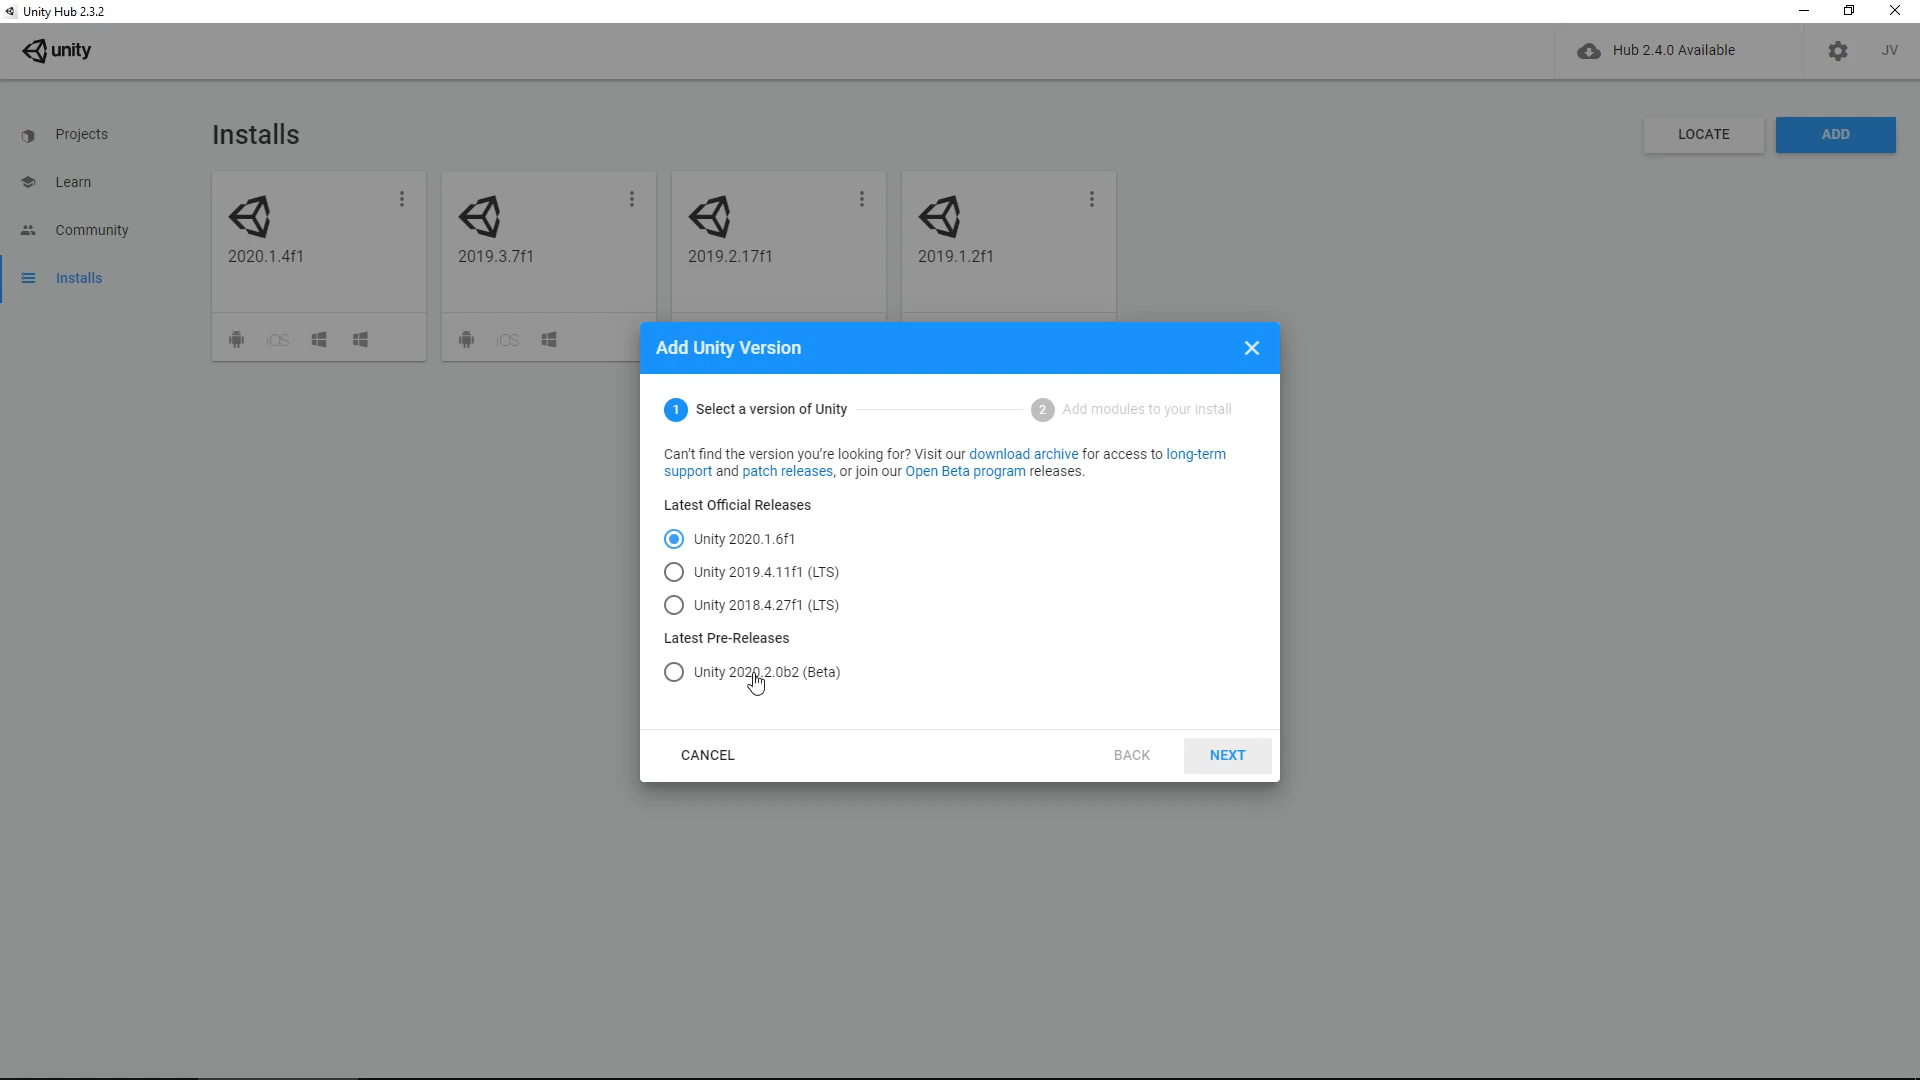 Unity Hub 2.3.2
unity
Hub 2.4.0 Available
JV
Projects
Learn
Community
Installs
Installs
LOCATE
ADD
2020.1.4f1
2019.3.7f1
2019.2.17f1
2019.1.2f1
iOS
iOS
Add Unity Version
1 Select a version of Unity
2 Add modules to your install
Can't find the version you're looking for? Visit our download archive for access to long-term
support and patch releases, or join our Open Beta program releases.
Latest Official Releases
Unity 2020.1.6f1
Unity 2019.4.11f1 (LTS)
Unity 2018.4.27f1 (LTS)
Latest Pre-Releases
Unity 2020.2.0b2 (Beta)
CANCEL
BACK
NEXT